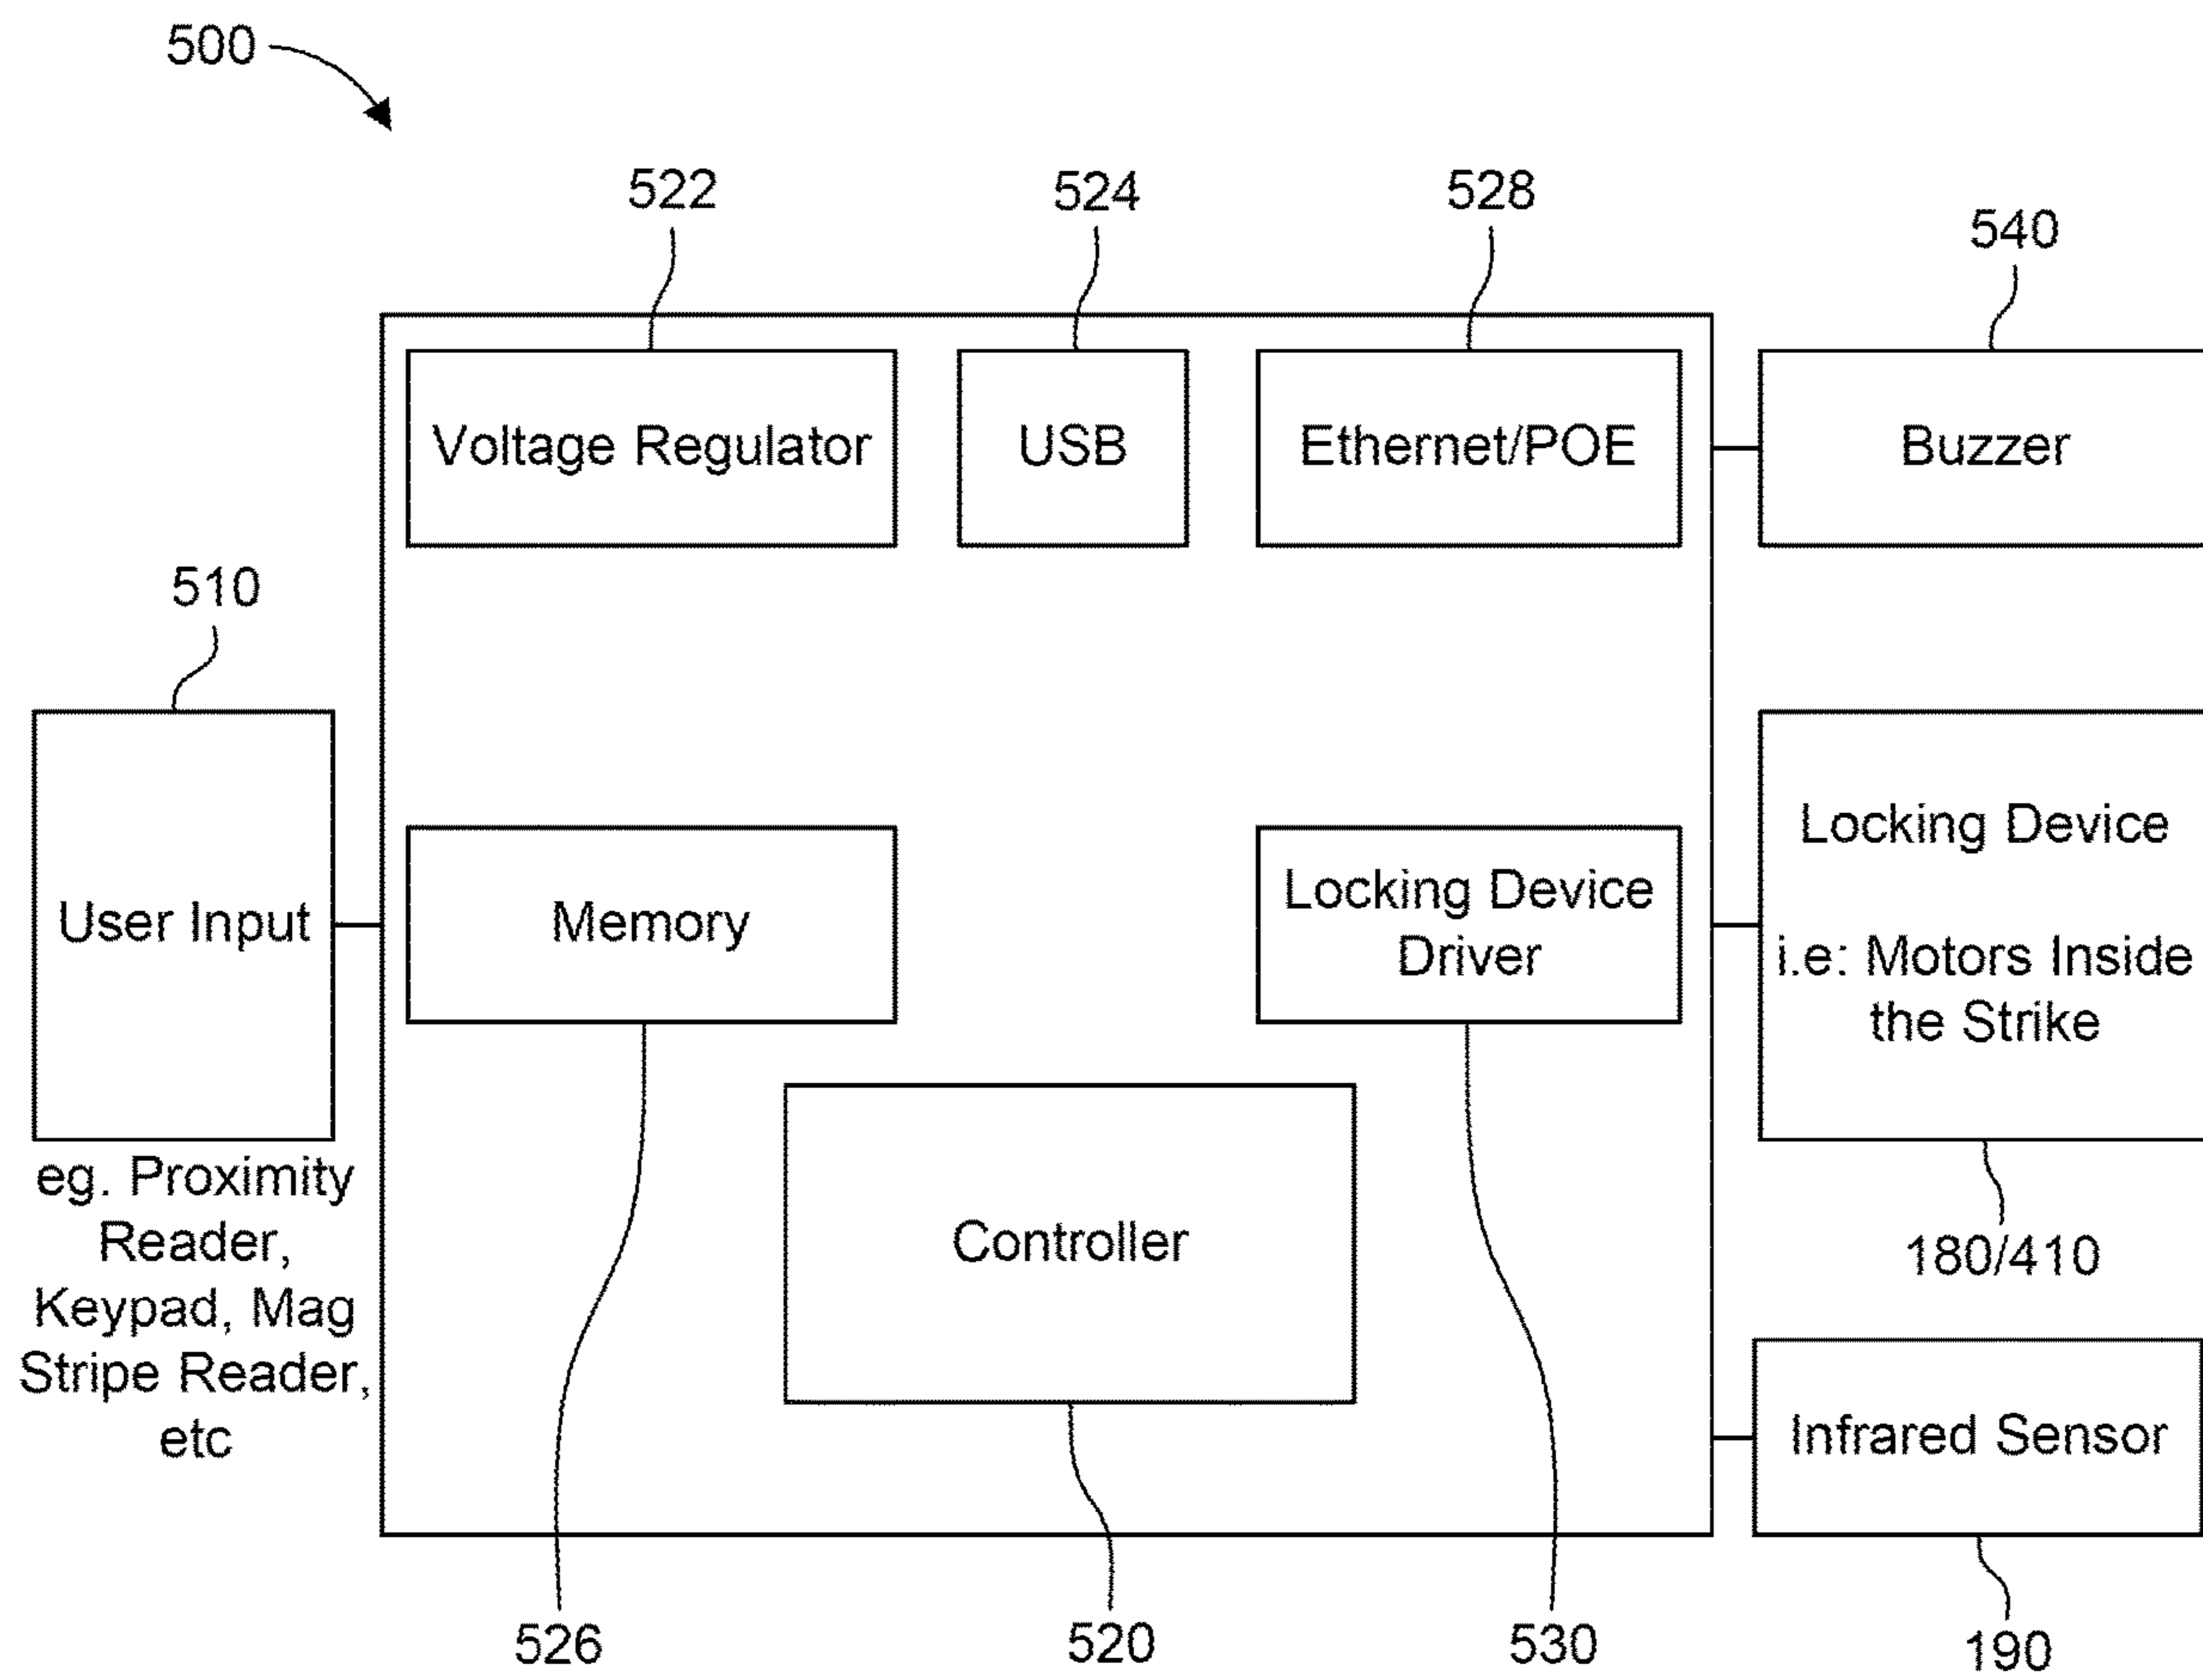 500
522
524
528
540
Voltage Regulator
USB
Ethernet/POE
Buzzer
510
User Input
eg. Proximity
Reader,
Keypad, Mag
Stripe Reader,
etc
Memory
Locking Device
Driver
Locking Device
i.e: Motors Inside
the Strike
180/410
Controller
Infrared Sensor
526
520
530
190